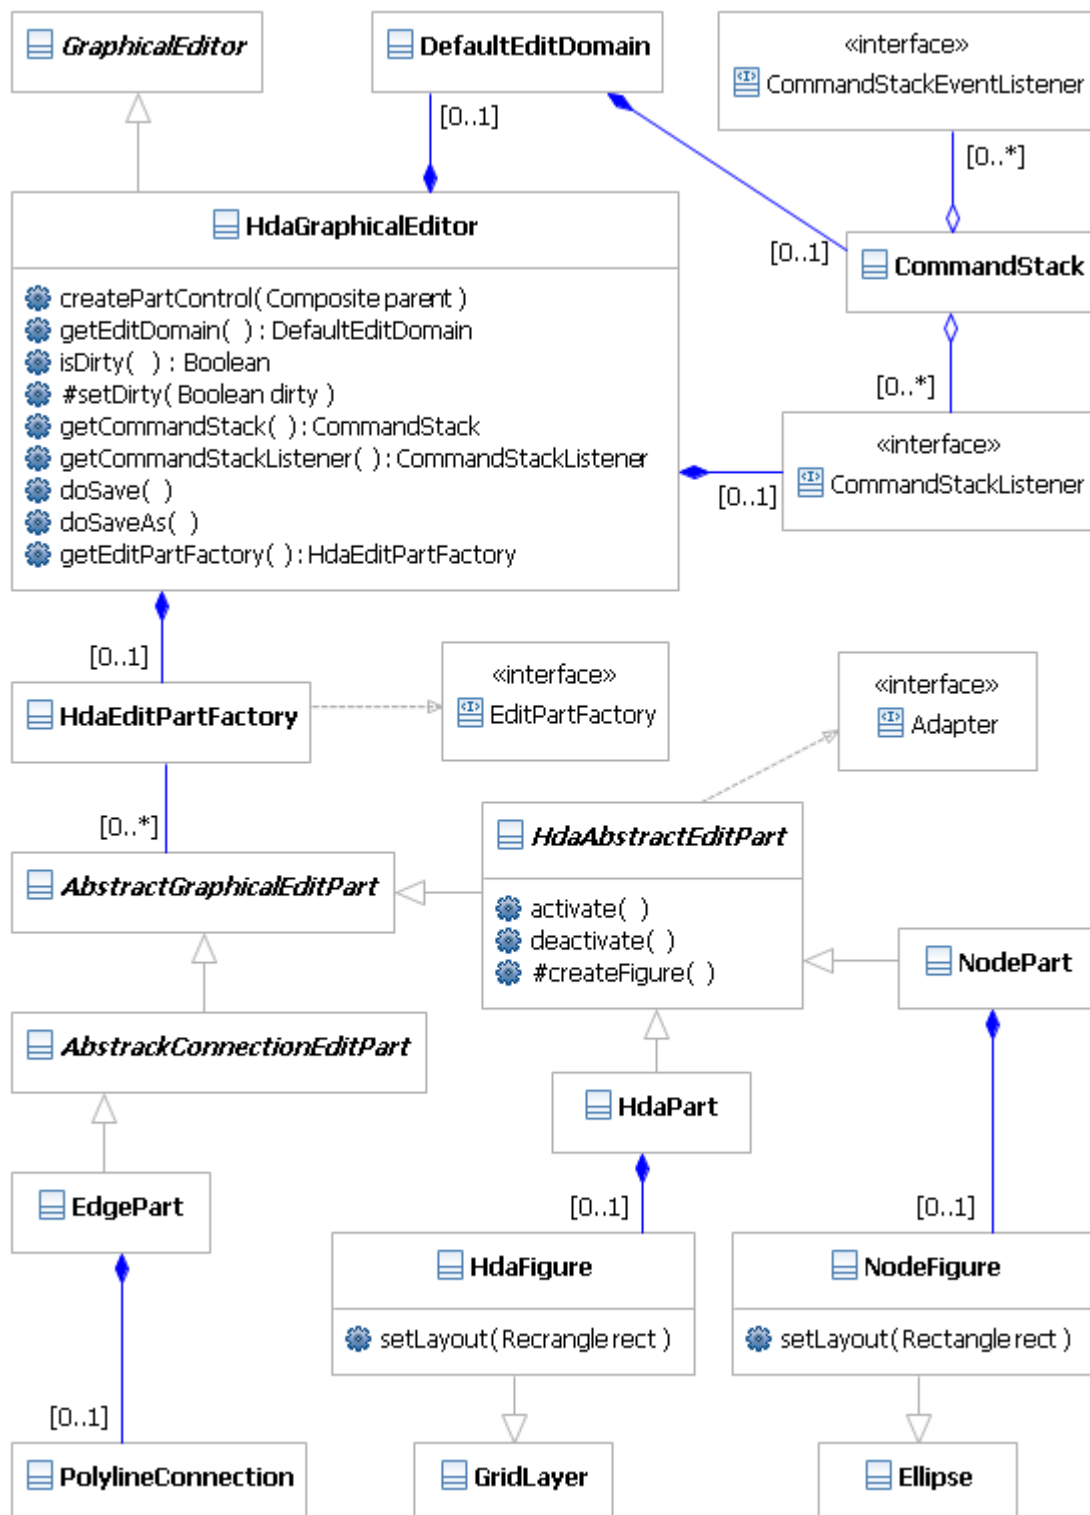 GraphicalEditor
DefaultEditDomain
«interface»
CommandStackEventListener
[0..1]
[0..*]
HdaGraphicalEditor
[0..1]
CommandStack
createPartControl( Composite parent )
getEditDomain( ) : DefaultEditDomain
isDirty( ) : Boolean
#setDirty( Boolean dirty )
getCommandStack( ) : CommandStack
getCommandStackListener( ) : CommandStackListener
doSave( )
doSaveAs( )
getEditPartFactory( ) : HdaEditPartFactory
[0..*]
«interface»
CommandStackListener
[0..1]
[0..1]
HdaEditPartFactory
«interface»
EditPartFactory
«interface»
Adapter
[0..*]
AbstractGraphicalEditPart
HdaAbstractEditPart
activate( )
deactivate( )
#createFigure( )
NodePart
AbstrackConnectionEditPart
HdaPart
EdgePart
[0..1]
[0..1]
HdaFigure
setLayout( Recrangle rect )
NodeFigure
setLayout( Rectangle rect )
[0..1]
PolylineConnection
GridLayer
Ellipse